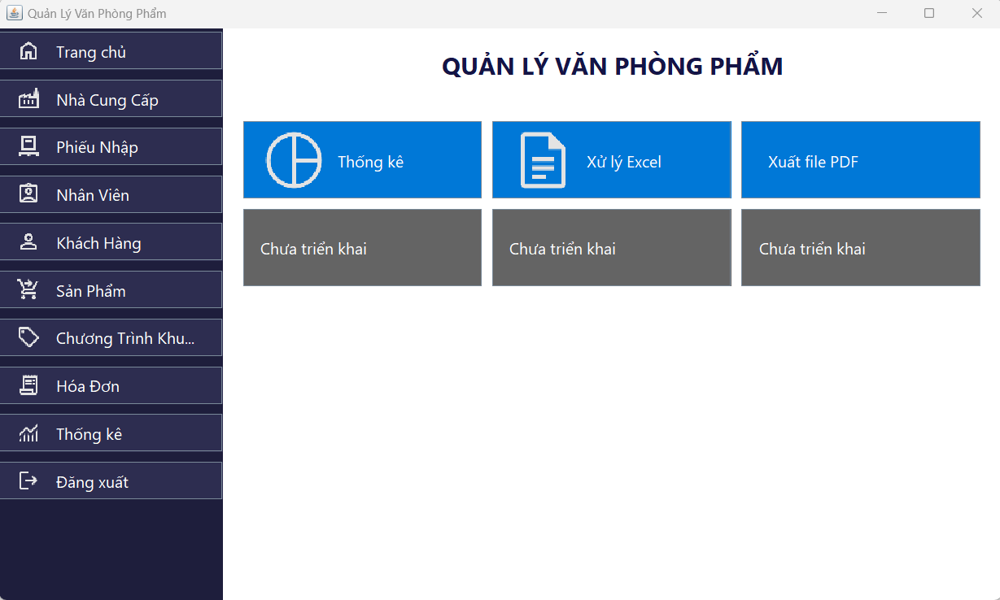 Quản Lý Văn Phòng Phẩm
Trang chủ
Nhà Cung Cấp
Phiếu Nhập
Nhân Viên
Khách Hàng
Sản Phẩm
Chương Trình Khu...
Hóa Đơn
Thống kê
Đăng xuất
QUẢN LÝ VĂN PHÒNG PHẨM
Thống kê
Xử lý Excel
Xuất file PDF
Chưa triển khai
Chưa triển khai
Chưa triển khai